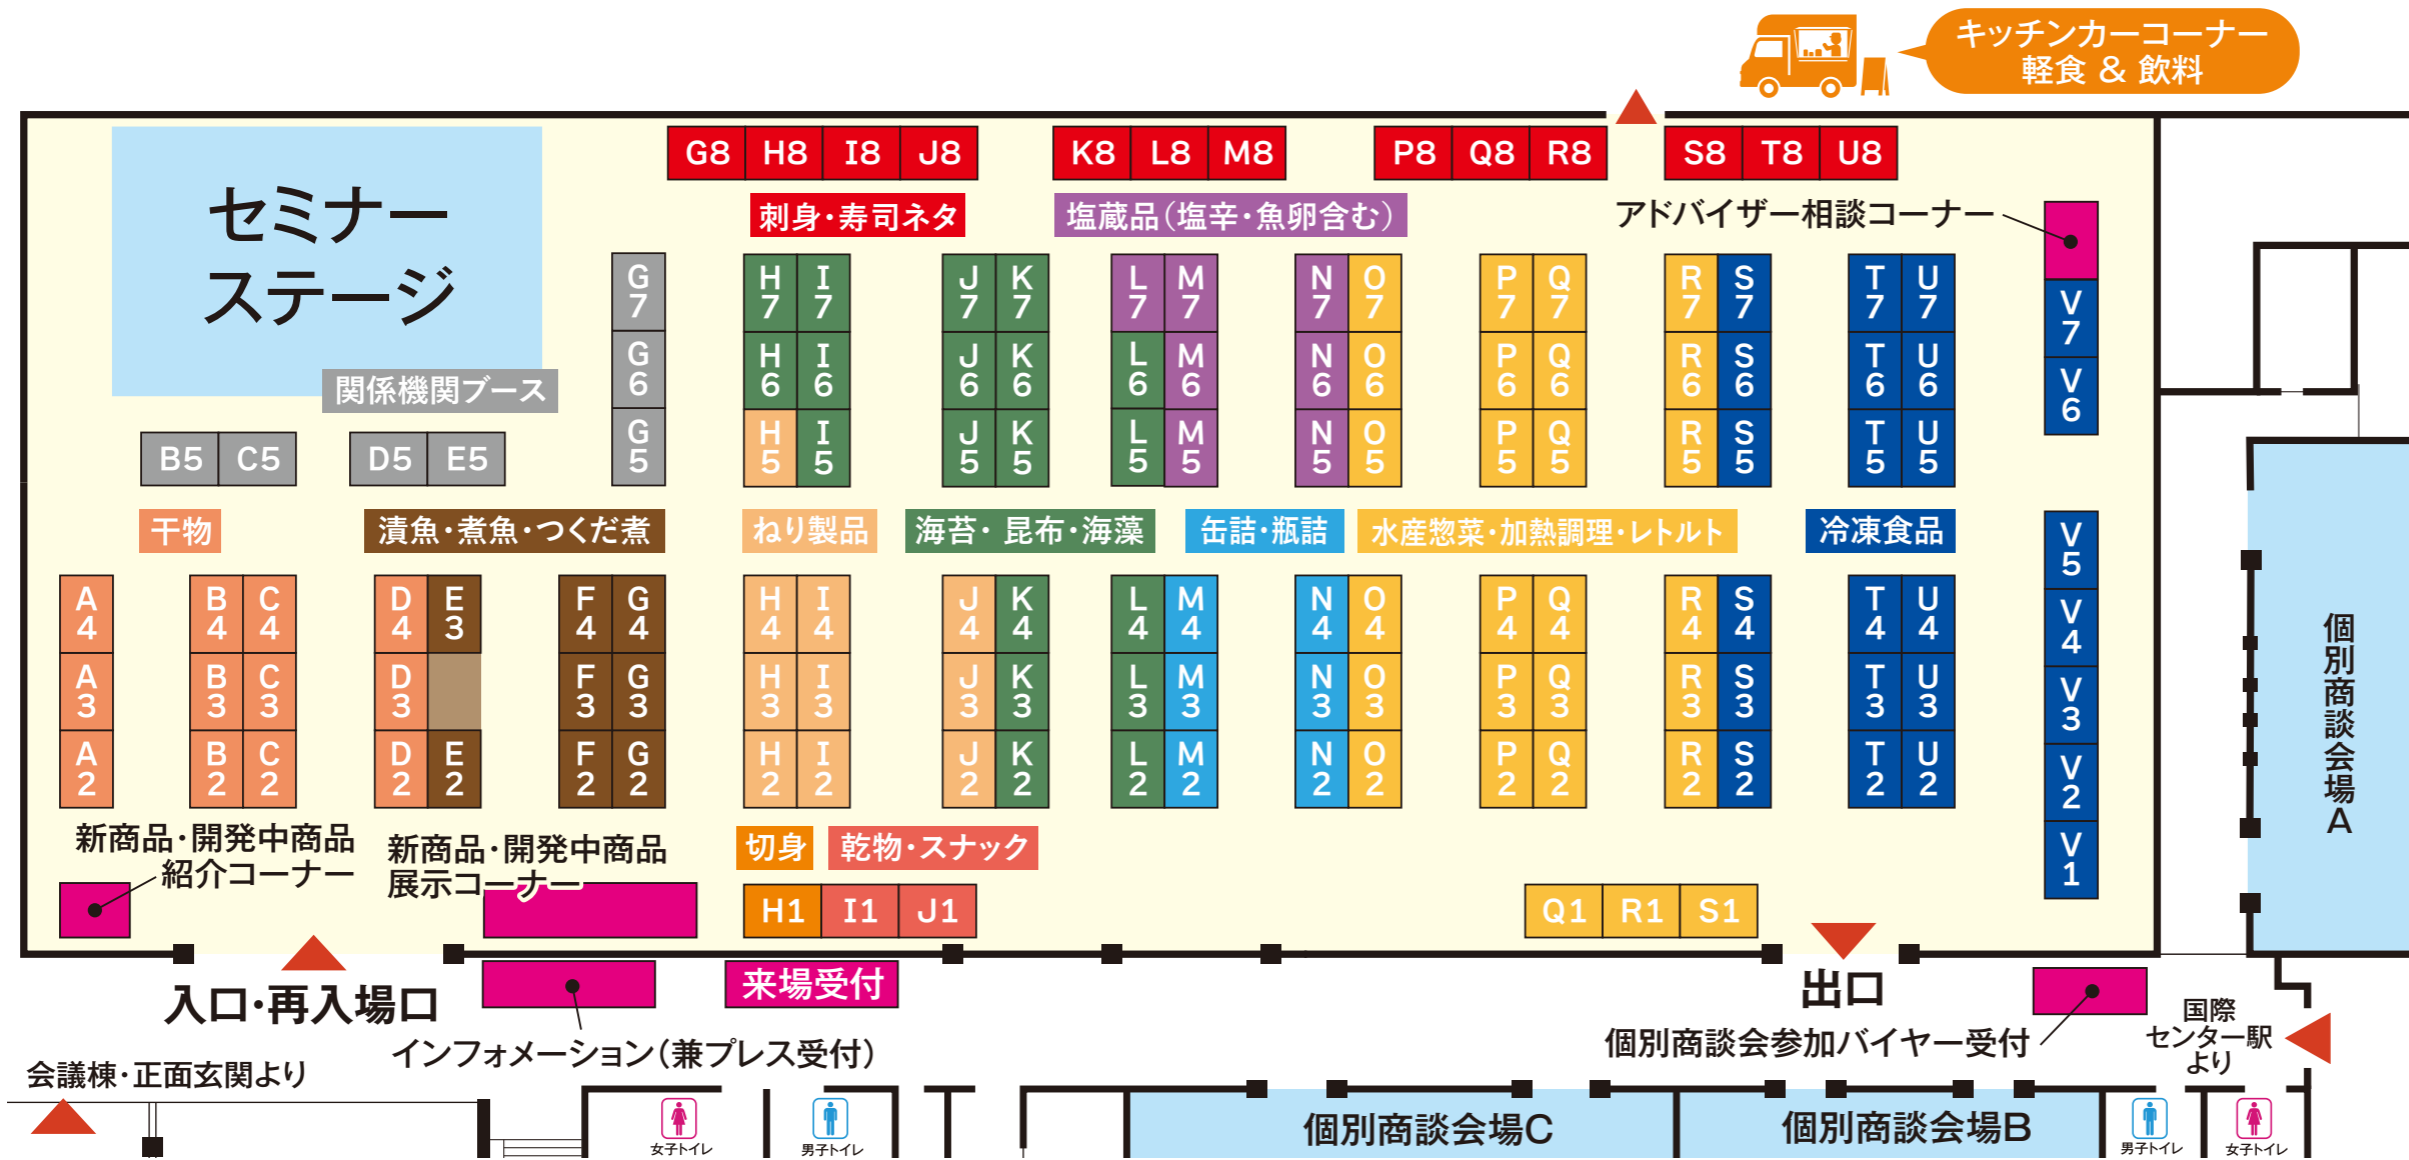 キッチンカーコーナー
軽食 & 飲料
セミナー
ステージ
G8 H8 I8 J8
K8 L8 M8
P8 Q8 R8
S8 T8 U8
刺身・寿司ネタ
塩蔵品（塩辛・魚卵含む）
アドバイザー相談コーナー
G7 H7 I7 J7 K7 L7 M7 N7 O7 P7 Q7 R7 S7 T7 U7 V7
G6 H6 I6 J6 K6 L6 M6 N6 O6 P6 Q6 R6 S6 T6 U6 V6
関係機関ブース
B5 C5 D5 E5 G5 H5 I5 J5 K5 L5 M5 N5 O5 P5 Q5 R5 S5 T5 U5
干物
漬魚・煮魚・つくだ煮
ねり製品
海苔・昆布・海藻
缶詰・瓶詰
水産惣菜・加熱調理・レトルト
冷凍食品
V5
A4 B4 C4 D4 E3 F4 G4 H4 I4 J4 K4 L4 M4 N4 O4 P4 Q4 R4 S4 T4 U4 V4
A3 B3 C3 D3 F3 G3 H3 I3 J3 K3 L3 M3 N3 O3 P3 Q3 R3 S3 T3 U3 V3
A2 B2 C2 D2 E2 F2 G2 H2 I2 J2 K2 L2 M2 N2 O2 P2 Q2 R2 S2 T2 U2 V2
V1
個別商談会場A
新商品・開発中商品
紹介コーナー
新商品・開発中商品
展示コーナー
切身
乾物・スナック
H1 I1 J1
Q1 R1 S1
入口・再入場口
来場受付
出口
インフォメーション（兼プレス受付）
個別商談会参加バイヤー受付
国際
センター駅
より
会議棟・正面玄関より
女子トイレ
男子トイレ
個別商談会場C
個別商談会場B
男子トイレ
女子トイレ